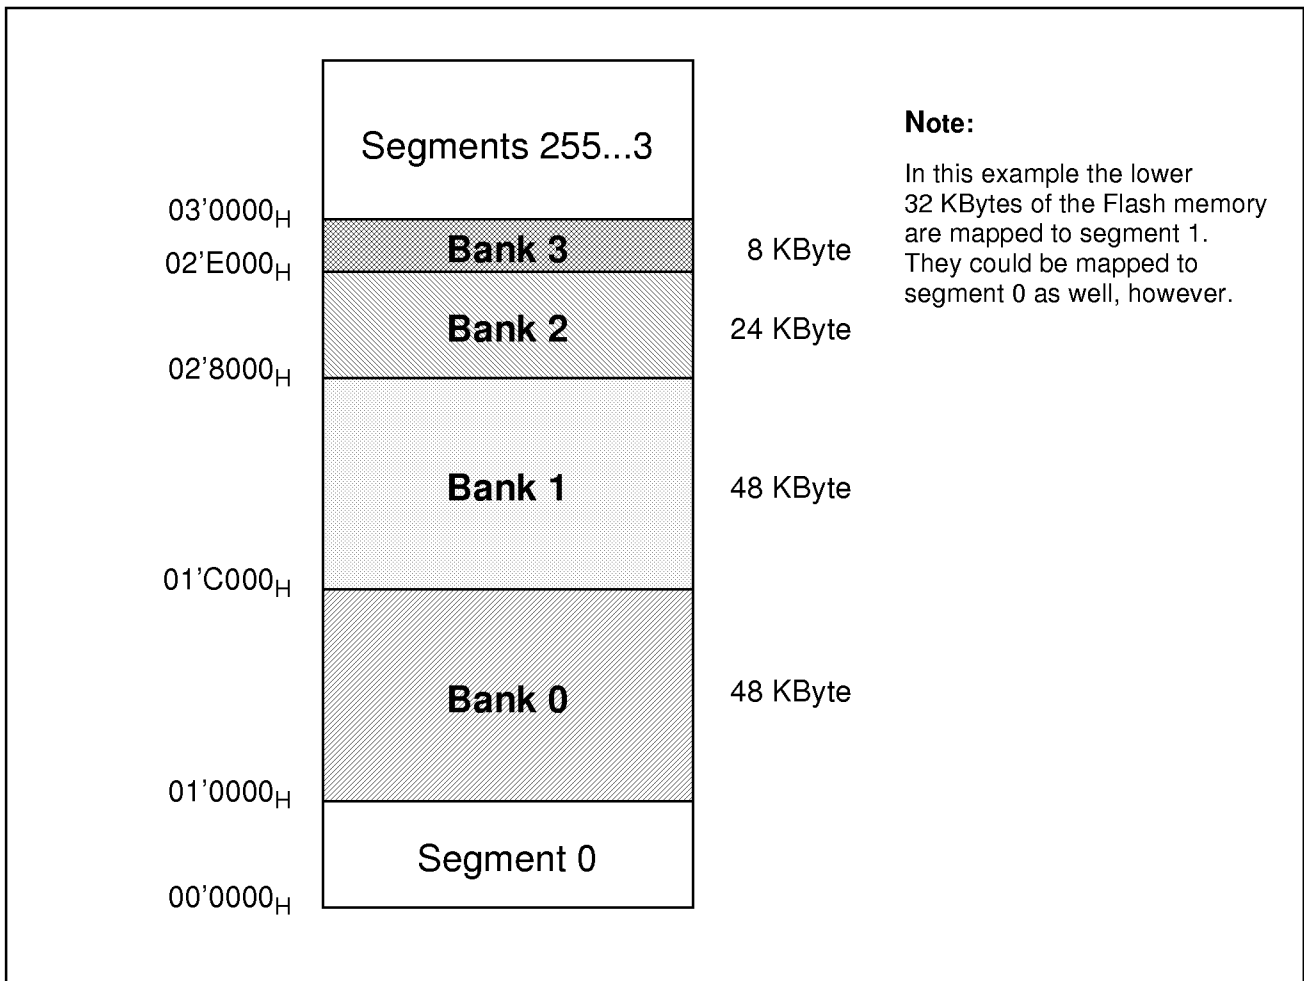 Segments 255...3
03'0000H
Bank 3
8 KByte
02'E000H
Bank 2
24 KByte
02'8000H
Bank 1
48 KByte
01'C000H
Bank 0
48 KByte
01'0000H
Segment 0
00'0000H
Note:
In this example the lower
32 KBytes of the Flash memory
are mapped to segment 1.
They could be mapped to
segment 0 as well, however.